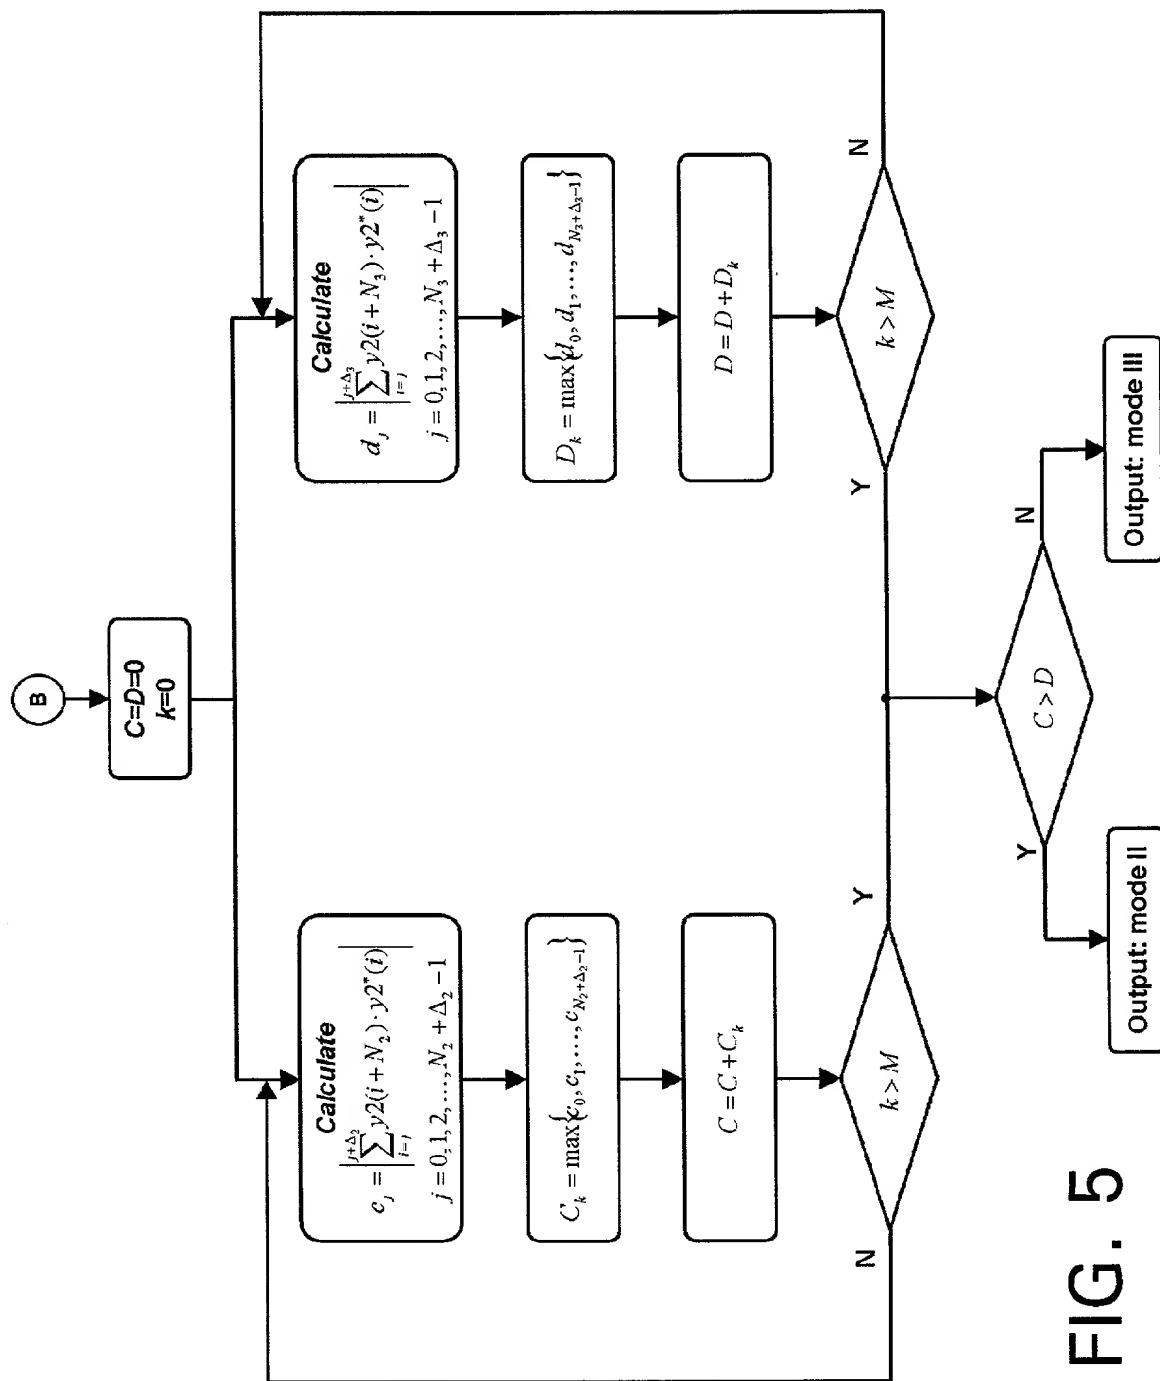 B
C=D=0
k=0
Calculate
c_j = |∑_{i=j}^{j+Δ_2} y2(i+N_2)·y2*(i)|
j = 0,1,2,...,N_2+Δ_2−1
C_k = max{c_0,c_1,...,c_{N_2+Δ_2−1}}
C = C+C_k
k > M
N
Y
Calculate
d_j = |∑_{i=j}^{j+Δ_3} y2(i+N_3)·y2*(i)|
j = 0,1,2,...,N_3+Δ_3−1
D_k = max{d_0,d_1,...,d_{N_3+Δ_3−1}}
D = D+D_k
k > M
Y
N
C > D
Y
N
Output: mode II
Output: mode III
FIG. 5